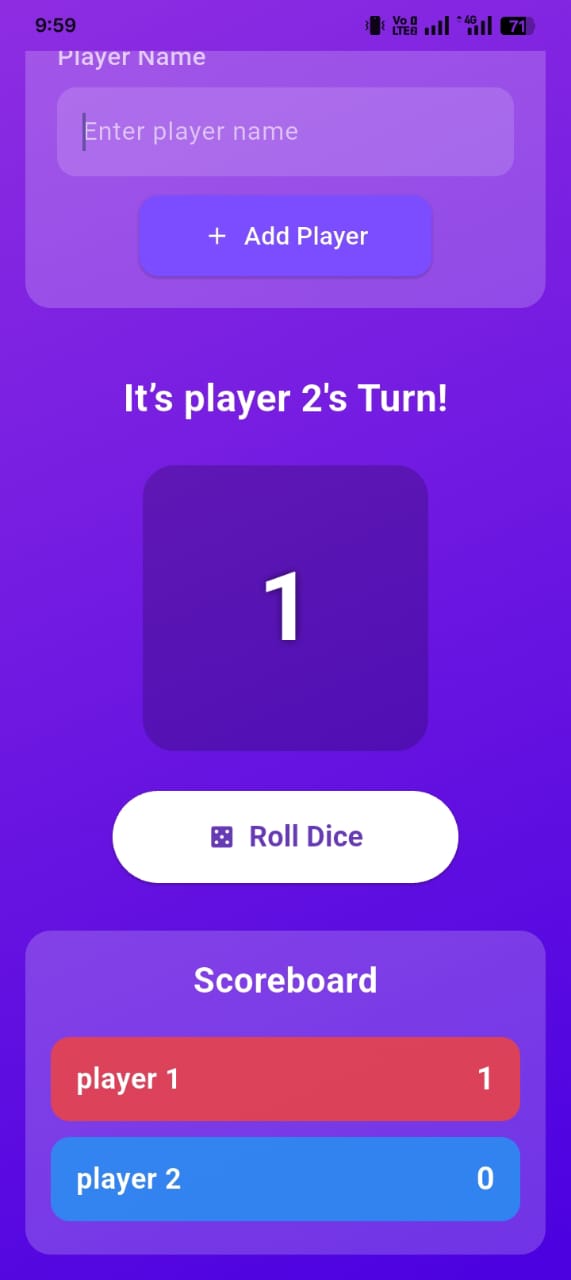 9:59
Vo
LTE2
4G
71
Player Name
Enter player name
+ Add Player
It’s player 2's Turn!
1
Roll Dice
Scoreboard
player 1 1
player 2 0